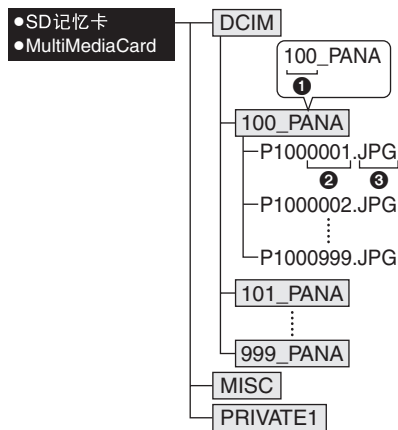 ●SD记忆卡
●MultiMediaCard
DCIM
100_PANA
❶
100_PANA
P1000001.JPG
❷ ❸
P1000002.JPG
P1000999.JPG
101_PANA
999_PANA
MISC
PRIVATE1